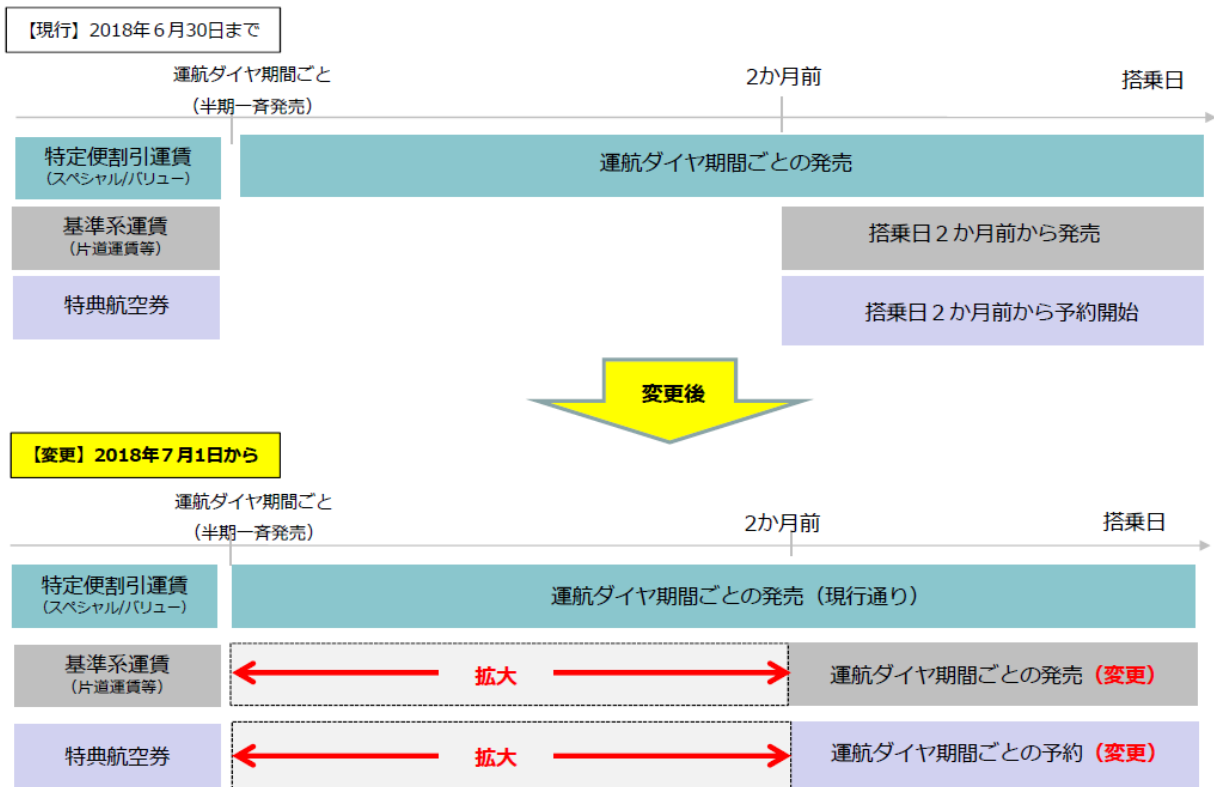 【現行】2018年６月30日まで
運航ダイヤ期間ごと
（半期一斉発売）
2か月前
搭乗日
特定便割引運賃
（スペシャル/バリュー）
運航ダイヤ期間ごとの発売
基準系運賃
（片道運賃等）
搭乗日２か月前から発売
特典航空券
搭乗日２か月前から予約開始
変更後
【変更】2018年７月1日から
運航ダイヤ期間ごと
（半期一斉発売）
2か月前
搭乗日
特定便割引運賃
（スペシャル/バリュー）
運航ダイヤ期間ごとの発売（現行通り）
基準系運賃
（片道運賃等）
拡大
運航ダイヤ期間ごとの発売（変更）
特典航空券
拡大
運航ダイヤ期間ごとの予約（変更）